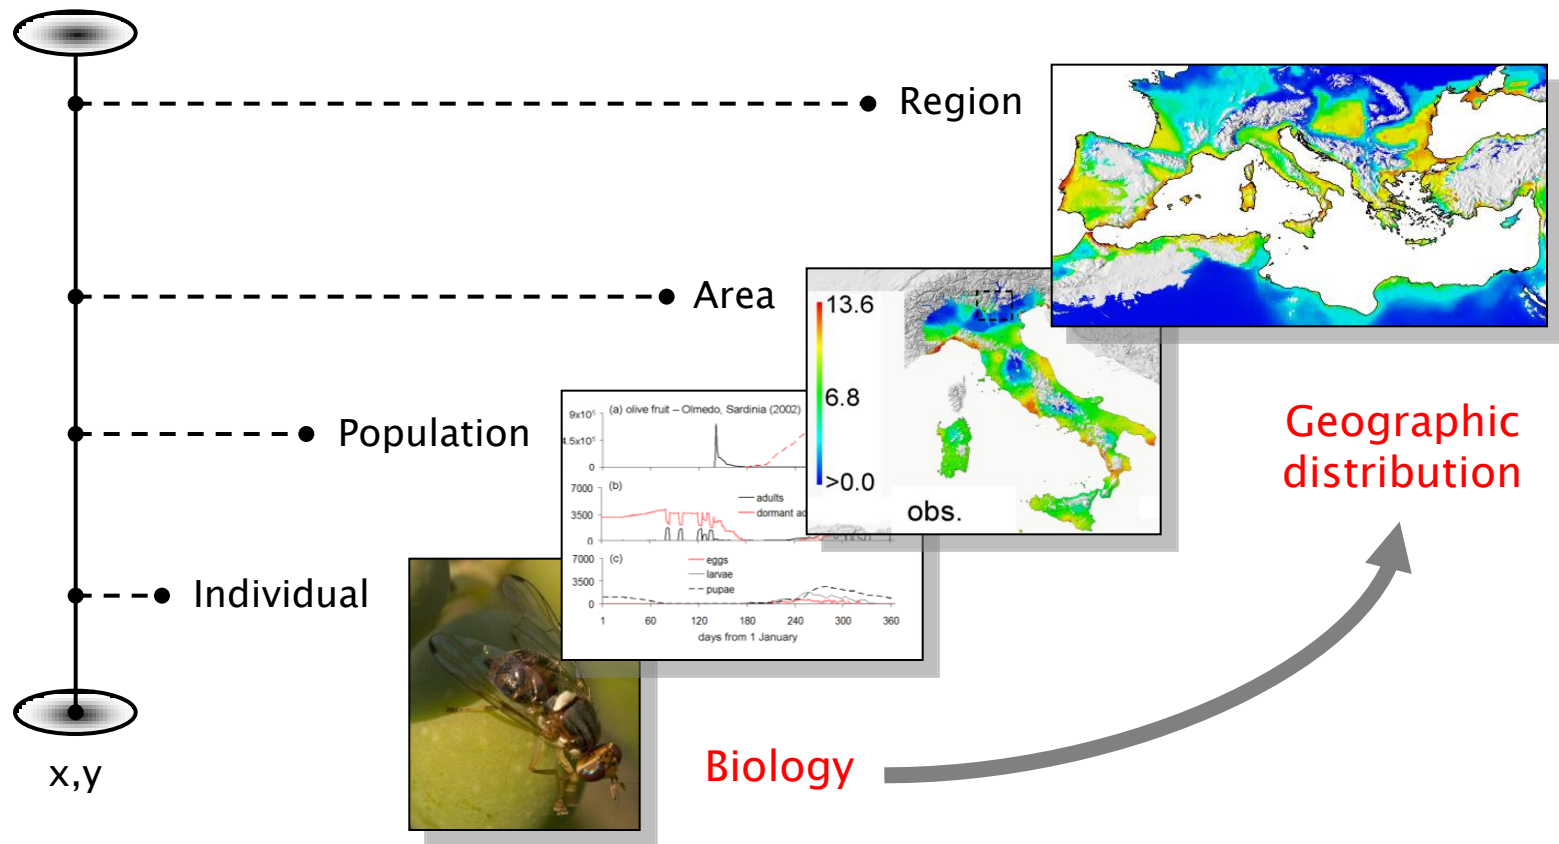 Region
Area
13.6
6.8
>0.0
obs.
Population
(a) olive fruit – Olmedo, Sardinia (2002)
9x10⁵
4.5x10⁵
0
(b)
7000
3500
0
adults
dormant
(c)
7000
3500
0
eggs
larvae
pupae
1 60 120 180 240 300 360
days from 1 January
Individual
x,y
Biology
Geographic
distribution